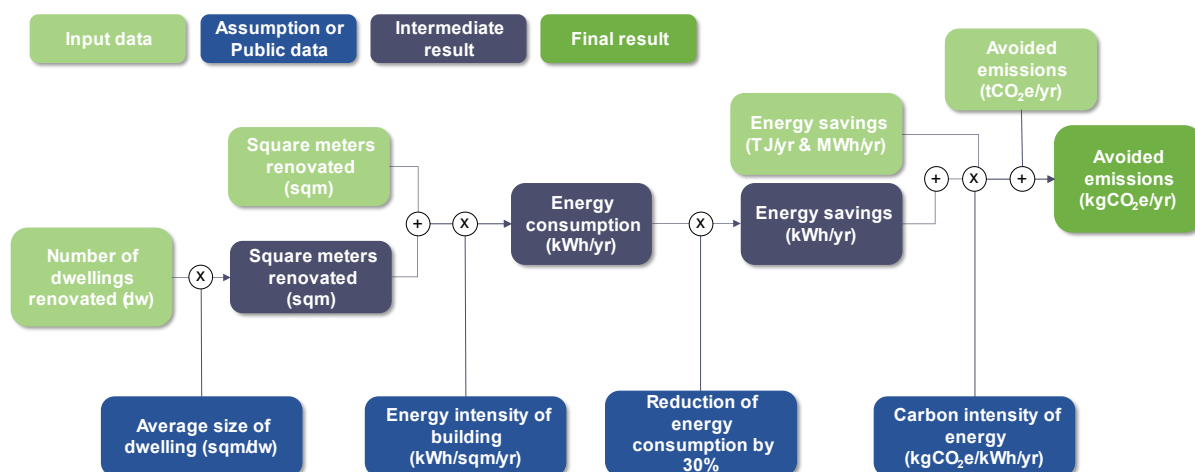 Input data
Assumption or
Public data
Intermediate
result
Final result
Avoided
emissions
(tCO₂e/yr)
Energy savings
(TJ/yr & MWh/yr)
Square meters
renovated
(sqm)
Avoided
emissions
(kgCO₂e/yr)
Number of
dwellings
renovated (dw)
X
Square meters
renovated
(sqm)
+
X
Energy
consumption
(kWh/yr)
X
Energy savings
(kWh/yr)
+
X
+
Average size of
dwelling (sqm/dw)
Energy intensity of
building
(kWh/sqm/yr)
Reduction of
energy
consumption by
30%
Carbon intensity of
energy
(kgCO₂e/kWh/yr)